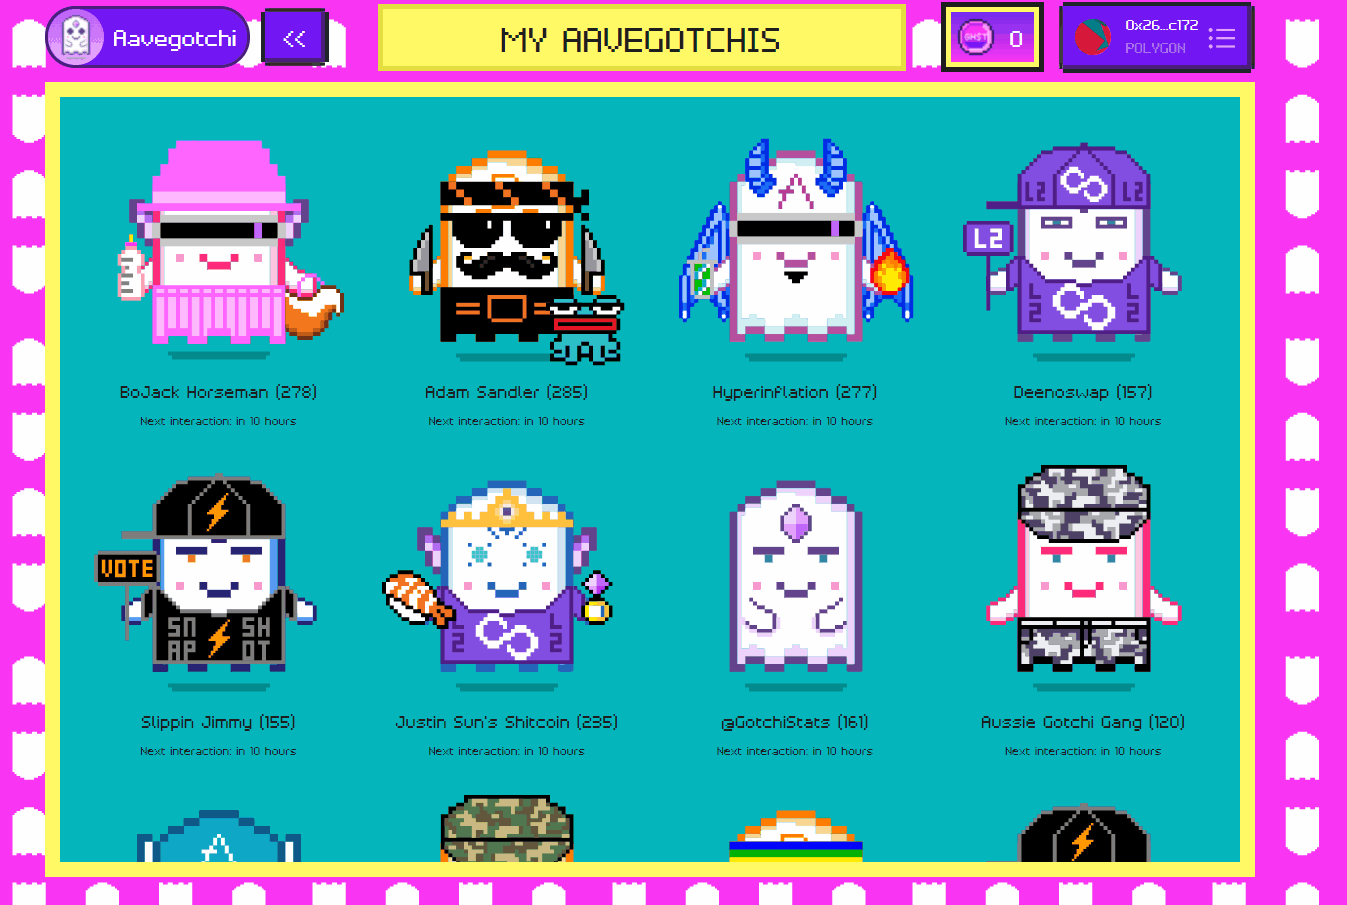 Aavegotchi
<<
MY AAVEGOTCHIS
GHST
0
0x26...c172
POLYGON
L2
L2
L2
L2
L2
BoJack Horseman (278)
Adam Sandler (285)
Hyperinflation (277)
Deenoswap (157)
Next interaction: in 10 hours
Next interaction: in 10 hours
Next interaction: in 10 hours
Next interaction: in 10 hours
VOTE
SN
SH
AP
OT
L2
L2
Slippin Jimmy (155)
Justin Sun's Shitcoin (235)
@GotchiStats (161)
Aussie Gotchi Gang (120)
Next interaction: in 10 hours
Next interaction: in 10 hours
Next interaction: in 10 hours
Next interaction: in 10 hours